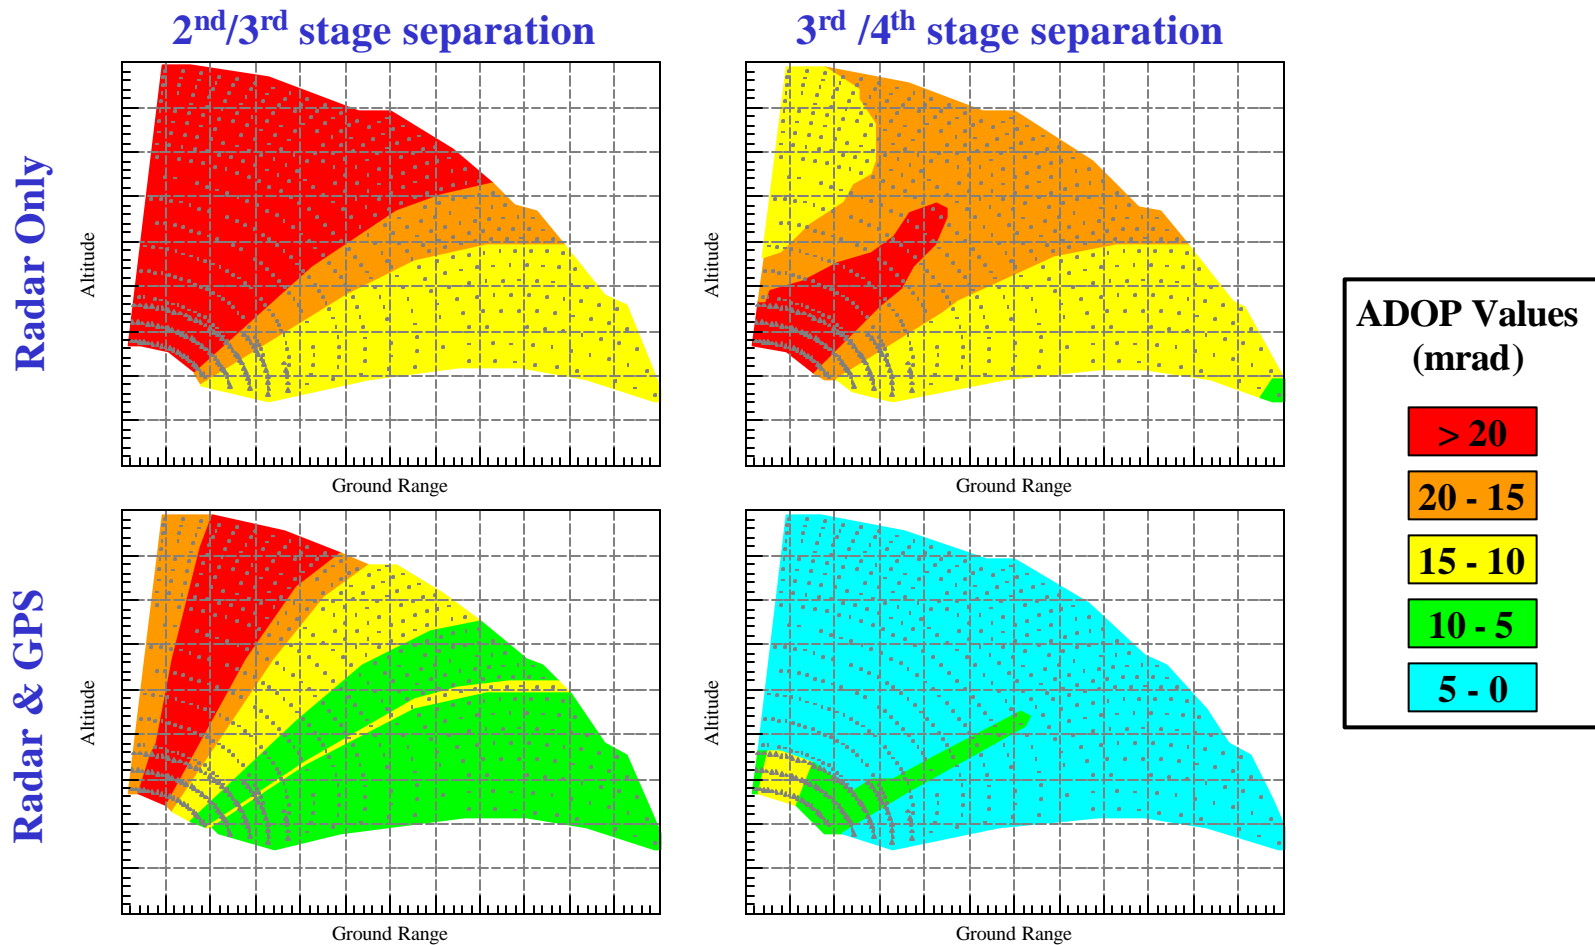 2nd/3rd stage separation
3rd /4th stage separation
Radar Only
Altitude
Ground Range
Altitude
Ground Range
Radar & GPS
Altitude
Ground Range
Altitude
Ground Range
ADOP Values
(mrad)
> 20
20 - 15
15 - 10
10 - 5
5 - 0